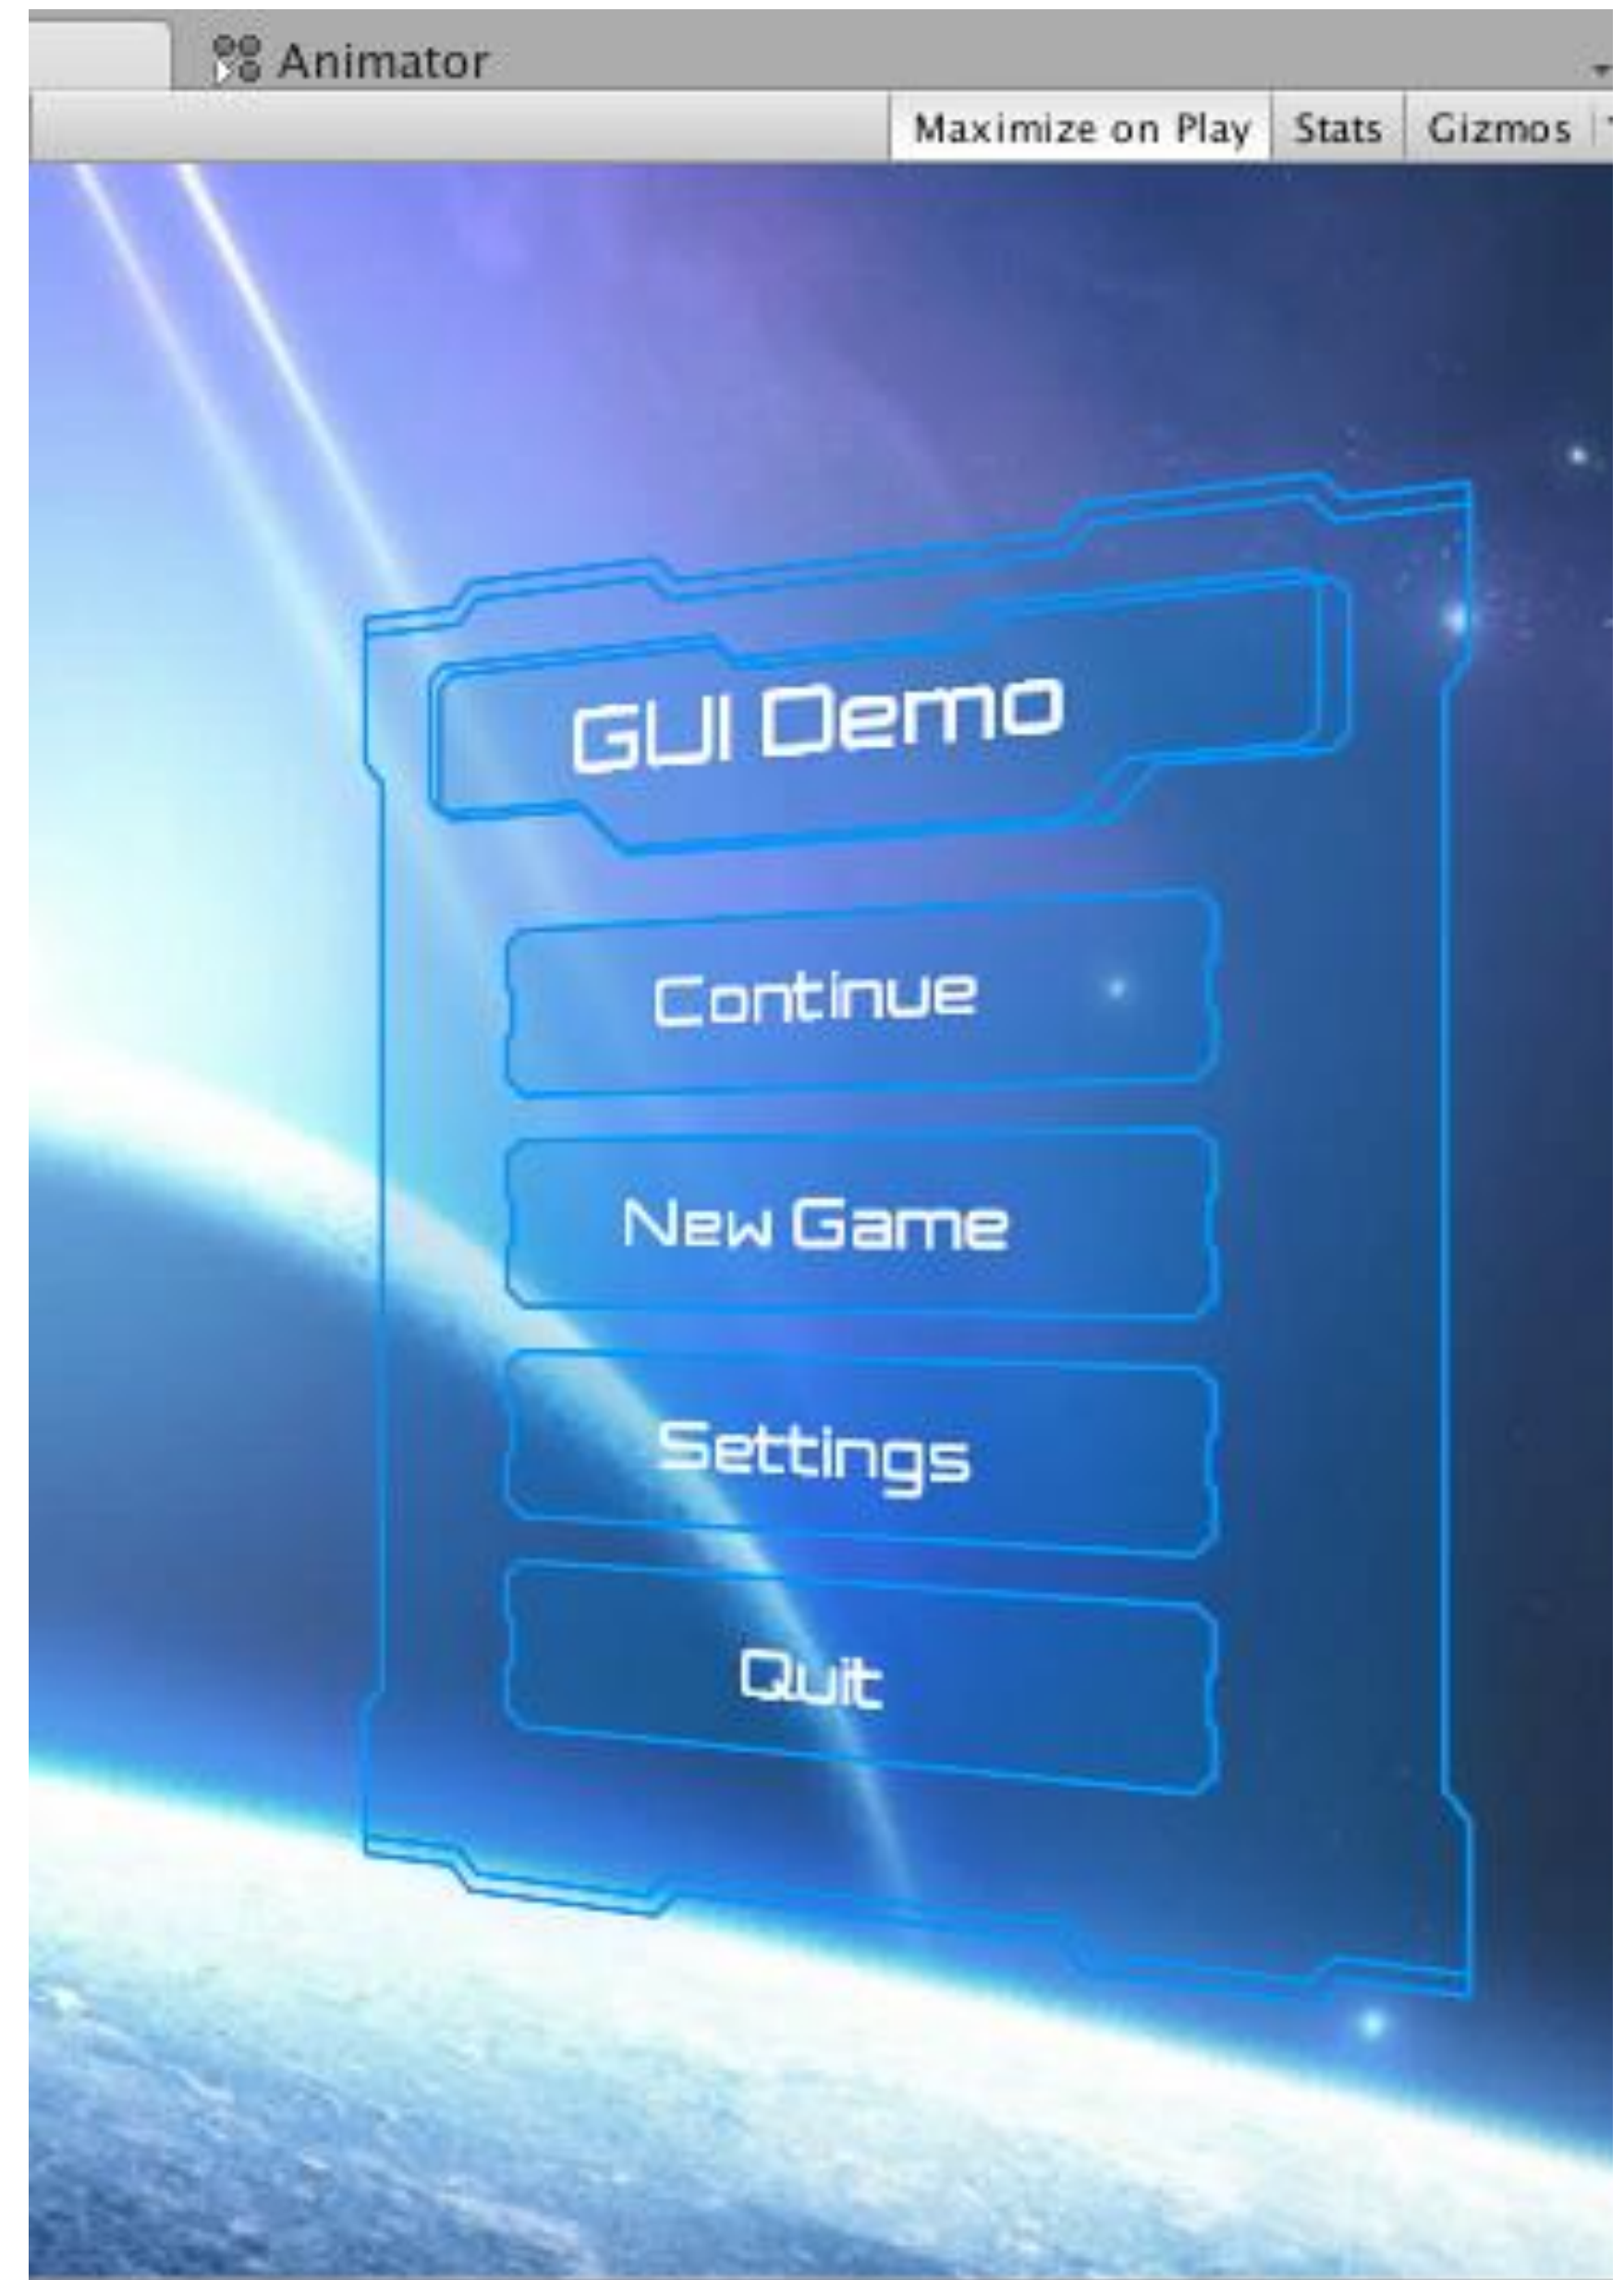 Animator
Maximize on Play Stats Gizmos
GUI Demo
Continue
New Game
Settings
Quit